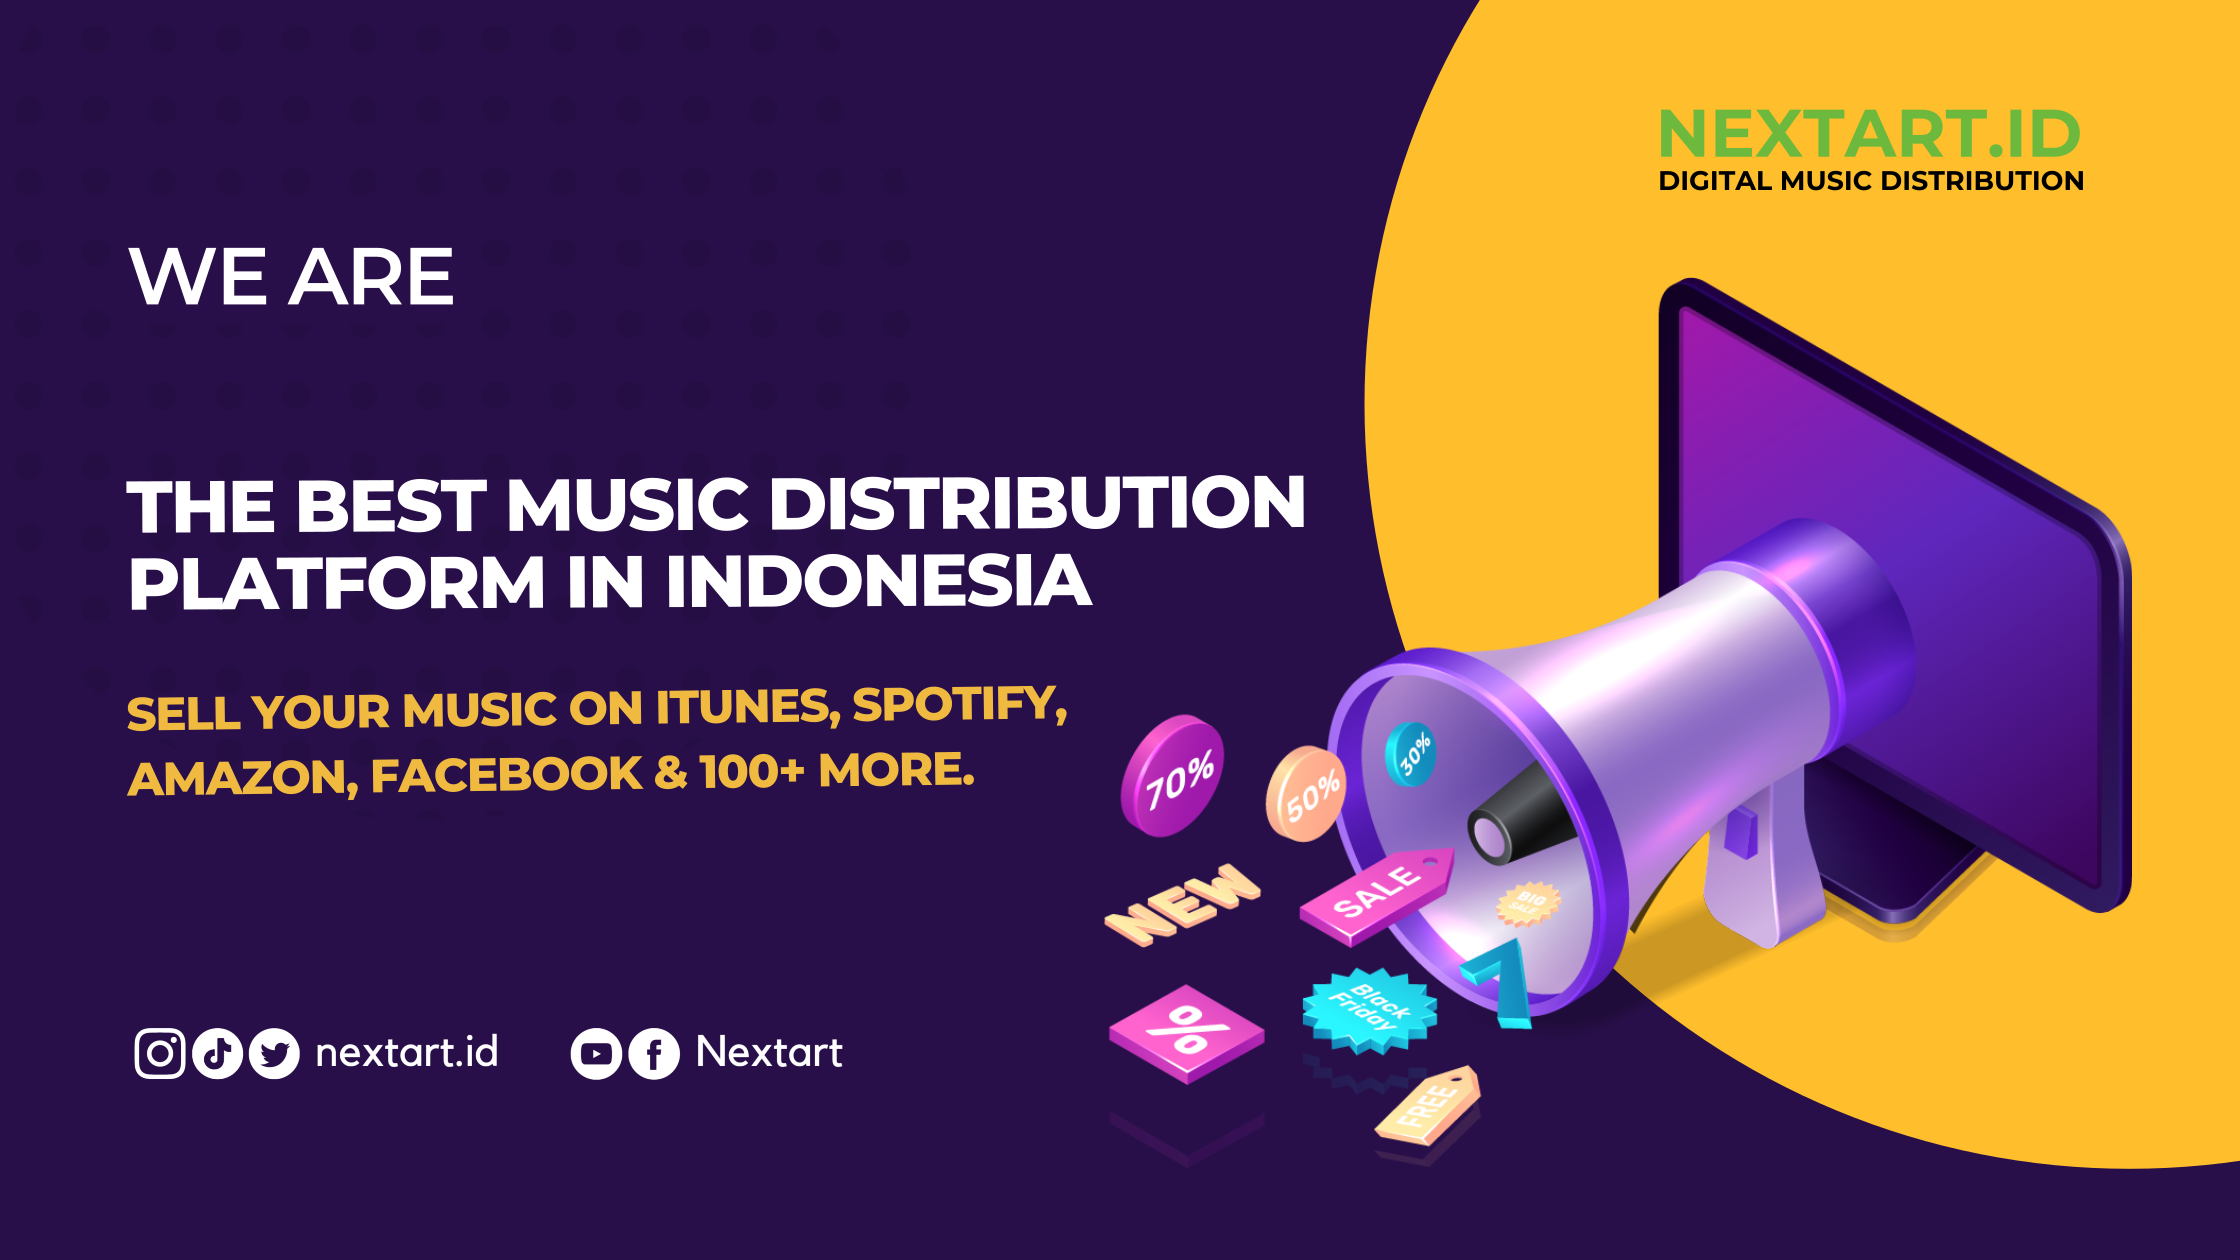 NEXTART.ID
DIGITAL MUSIC DISTRIBUTION
WE ARE
THE BEST MUSIC DISTRIBUTION
PLATFORM IN INDONESIA
SELL YOUR MUSIC ON ITUNES, SPOTIFY,
AMAZON, FACEBOOK & 100+ MORE.
70%
50%
30%
NEW
SALE
BIG
SALE
%
Black
Friday
FREE
nextart.id
Nextart